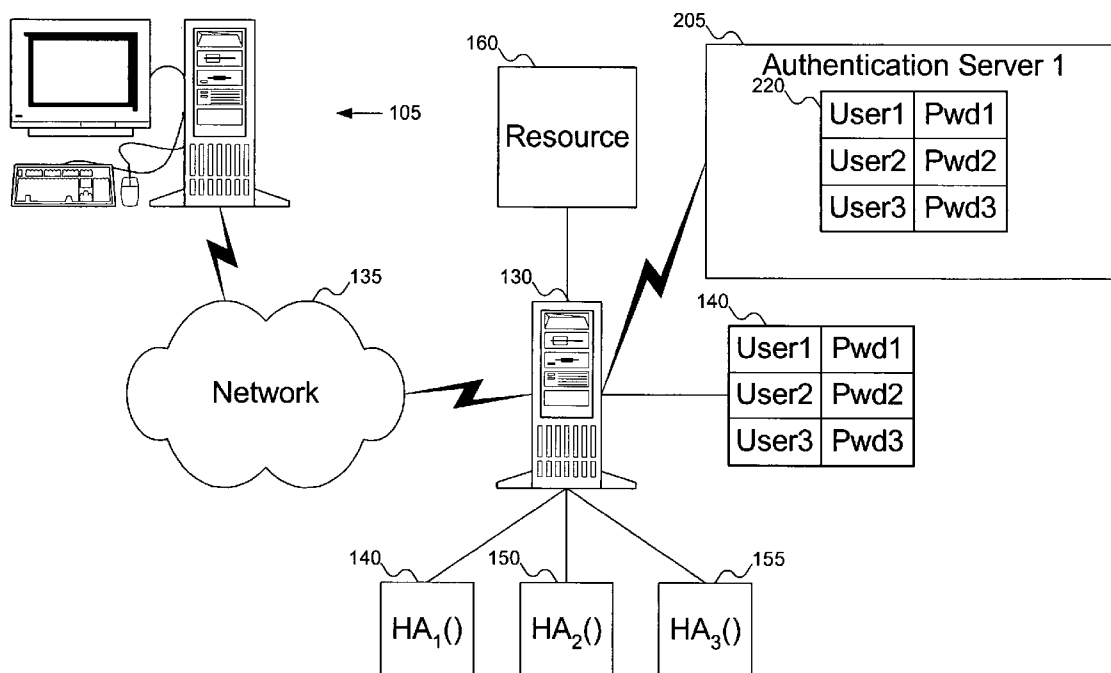 205
160
Authentication Server 1
220
User1 Pwd1
105
Resource
User2 Pwd2
User3 Pwd3
135
130
140
User1 Pwd1
Network
User2 Pwd2
User3 Pwd3
140
150
155
HA1()
HA2()
HA3()